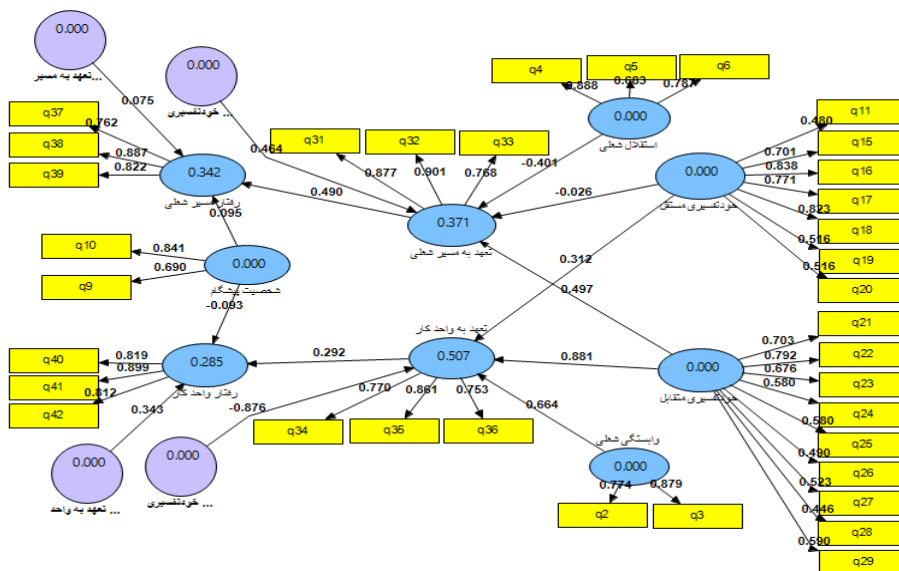 0.000
تعهد به مسیر...
0.000
خودتفسیری ...
0.075
0.464
q4
q5
q6
0.888
0.683
0.787
0.000
استقلال شغلی
-0.401
q37
q38
q39
0.762
0.887
0.822
0.342
رفتار مسیر شغلی
0.095
0.490
q31
q32
q33
0.877
0.901
0.768
0.371
تعهد به مسیر شغلی
-0.026
0.000
خودتفسیری مستقل
0.312
q11
q15
q16
q17
q18
q19
q20
0.480
0.701
0.838
0.771
0.823
0.516
0.516
q10
q9
0.841
0.690
0.000
شخصیت پیشگام
-0.093
0.497
q40
q41
q42
0.819
0.899
0.812
0.285
رفتار واحد کار
0.343
0.292
تعهد به واحد کار
0.507
0.881
-0.876
0.770
0.861
0.753
q34
q35
q36
0.664
0.000
خودتفسیری متقابل
0.703
0.792
0.676
0.580
0.580
0.490
0.523
0.446
0.590
q21
q22
q23
q24
q25
q26
q27
q28
q29
وابستگی شغلی
0.000
0.774
0.879
q2
q3
0.000
تعهد به واحد ...
0.000
خودتفسیری ...